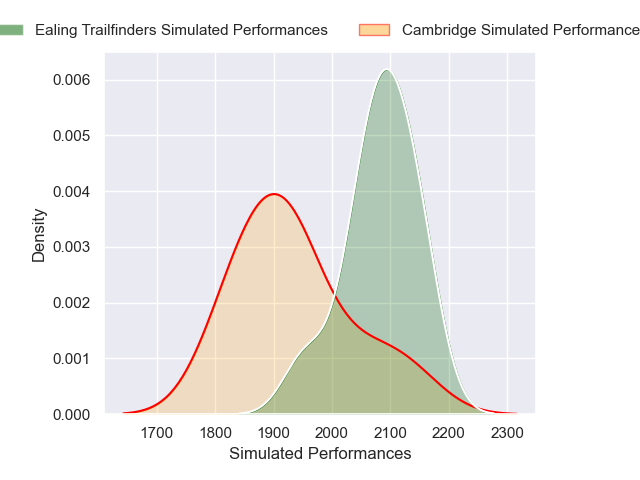 Ealing Trailfinders Simulated Performances Cambridge Simulated Performance
0.006
0.005
0.004
0.003
0.002
0.001
0.000
Density
1700 1800 1900 2000 2100 2200 2300
Simulated Performances